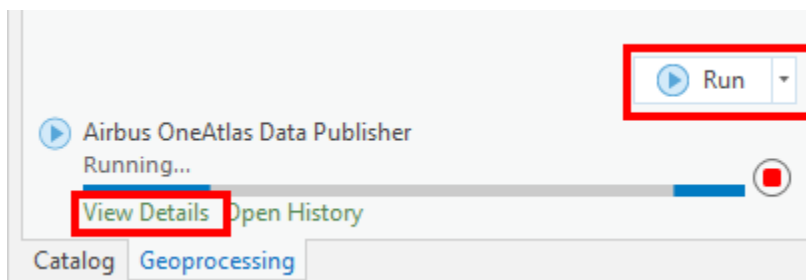 Run
Airbus OneAtlas Data Publisher
Running...
View Details Open History
Catalog Geoprocessing